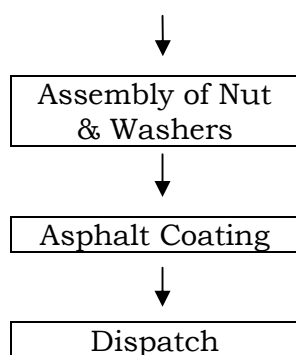 Assembly of Nut
& Washers
Asphalt Coating
Dispatch